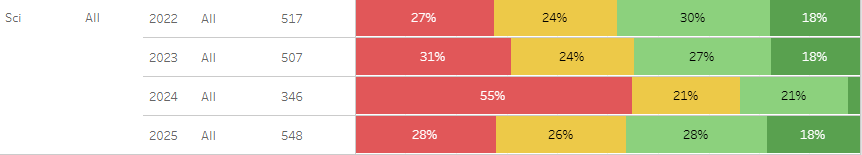 Sci All 2022 All 517 27% 24% 30% 18%
2023 All 507 31% 24% 27% 18%
2024 All 346 55% 21% 21%
2025 All 548 28% 26% 28% 18%